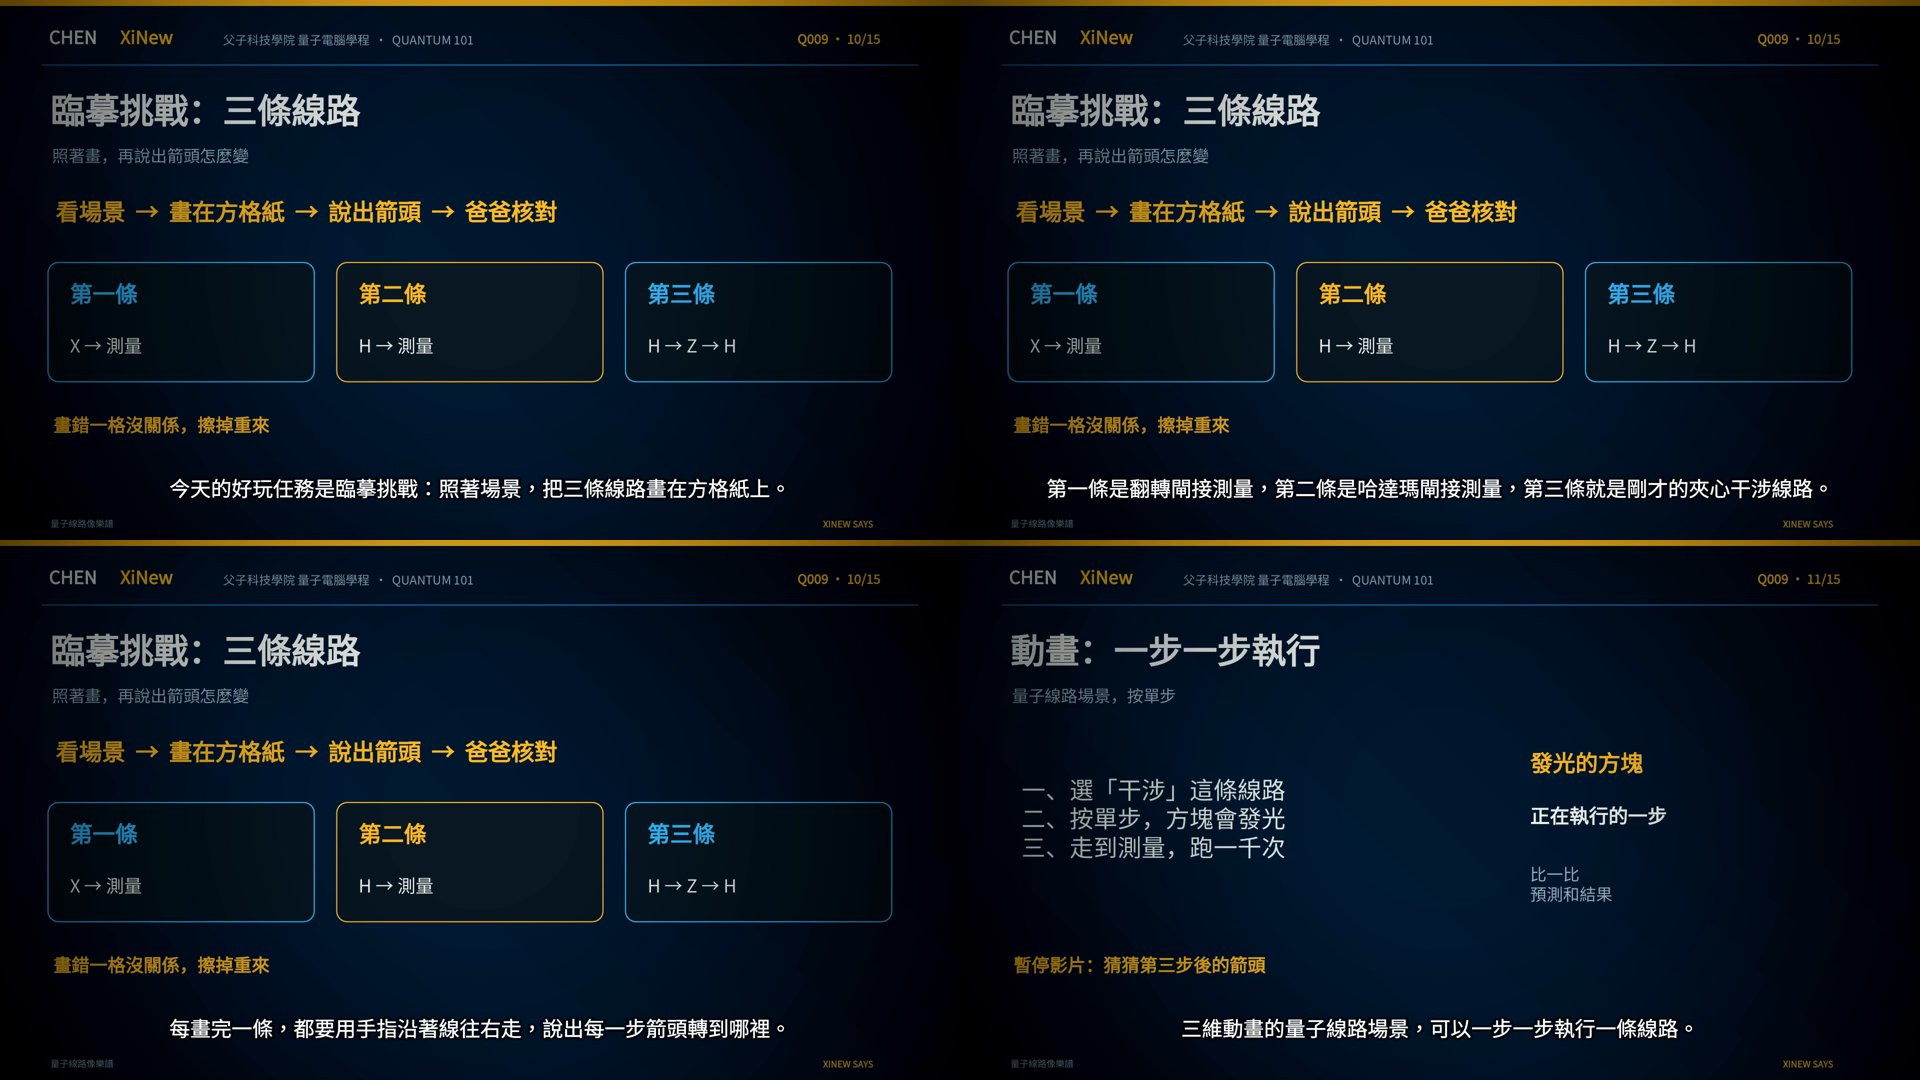 CHEN XiNew 父子科技學院 量子電腦學程 · QUANTUM 101 Q009 · 10/15
臨摹挑戰：三條線路
照著畫，再說出箭頭怎麼變
看場景 → 畫在方格紙 → 說出箭頭 → 爸爸核對
第一條 第二條 第三條
X → 測量 H → 測量 H → Z → H
畫錯一格沒關係，擦掉重來
今天的好玩任務是臨摹挑戰：照著場景，把三條線路畫在方格紙上。
量子線路像樂譜 XINEW SAYS
CHEN XiNew 父子科技學院 量子電腦學程 · QUANTUM 101 Q009 · 10/15
臨摹挑戰：三條線路
照著畫，再說出箭頭怎麼變
看場景 → 畫在方格紙 → 說出箭頭 → 爸爸核對
第一條 第二條 第三條
X → 測量 H → 測量 H → Z → H
畫錯一格沒關係，擦掉重來
第一條是翻轉閘接測量，第二條是哈達瑪閘接測量，第三條就是剛才的夾心干涉線路。
量子線路像樂譜 XINEW SAYS
CHEN XiNew 父子科技學院 量子電腦學程 · QUANTUM 101 Q009 · 10/15
臨摹挑戰：三條線路
照著畫，再說出箭頭怎麼變
看場景 → 畫在方格紙 → 說出箭頭 → 爸爸核對
第一條 第二條 第三條
X → 測量 H → 測量 H → Z → H
畫錯一格沒關係，擦掉重來
每畫完一條，都要用手指沿著線往右走，說出每一步箭頭轉到哪裡。
量子線路像樂譜 XINEW SAYS
CHEN XiNew 父子科技學院 量子電腦學程 · QUANTUM 101 Q009 · 11/15
動畫：一步一步執行
量子線路場景，按單步
一、選「干涉」這條線路
二、按單步，方塊會發光
三、走到測量，跑一千次
發光的方塊
正在執行的一步
比一比
預測和結果
暫停影片：猜猜第三步後的箭頭
三維動畫的量子線路場景，可以一步一步執行一條線路。
量子線路像樂譜 XINEW SAYS